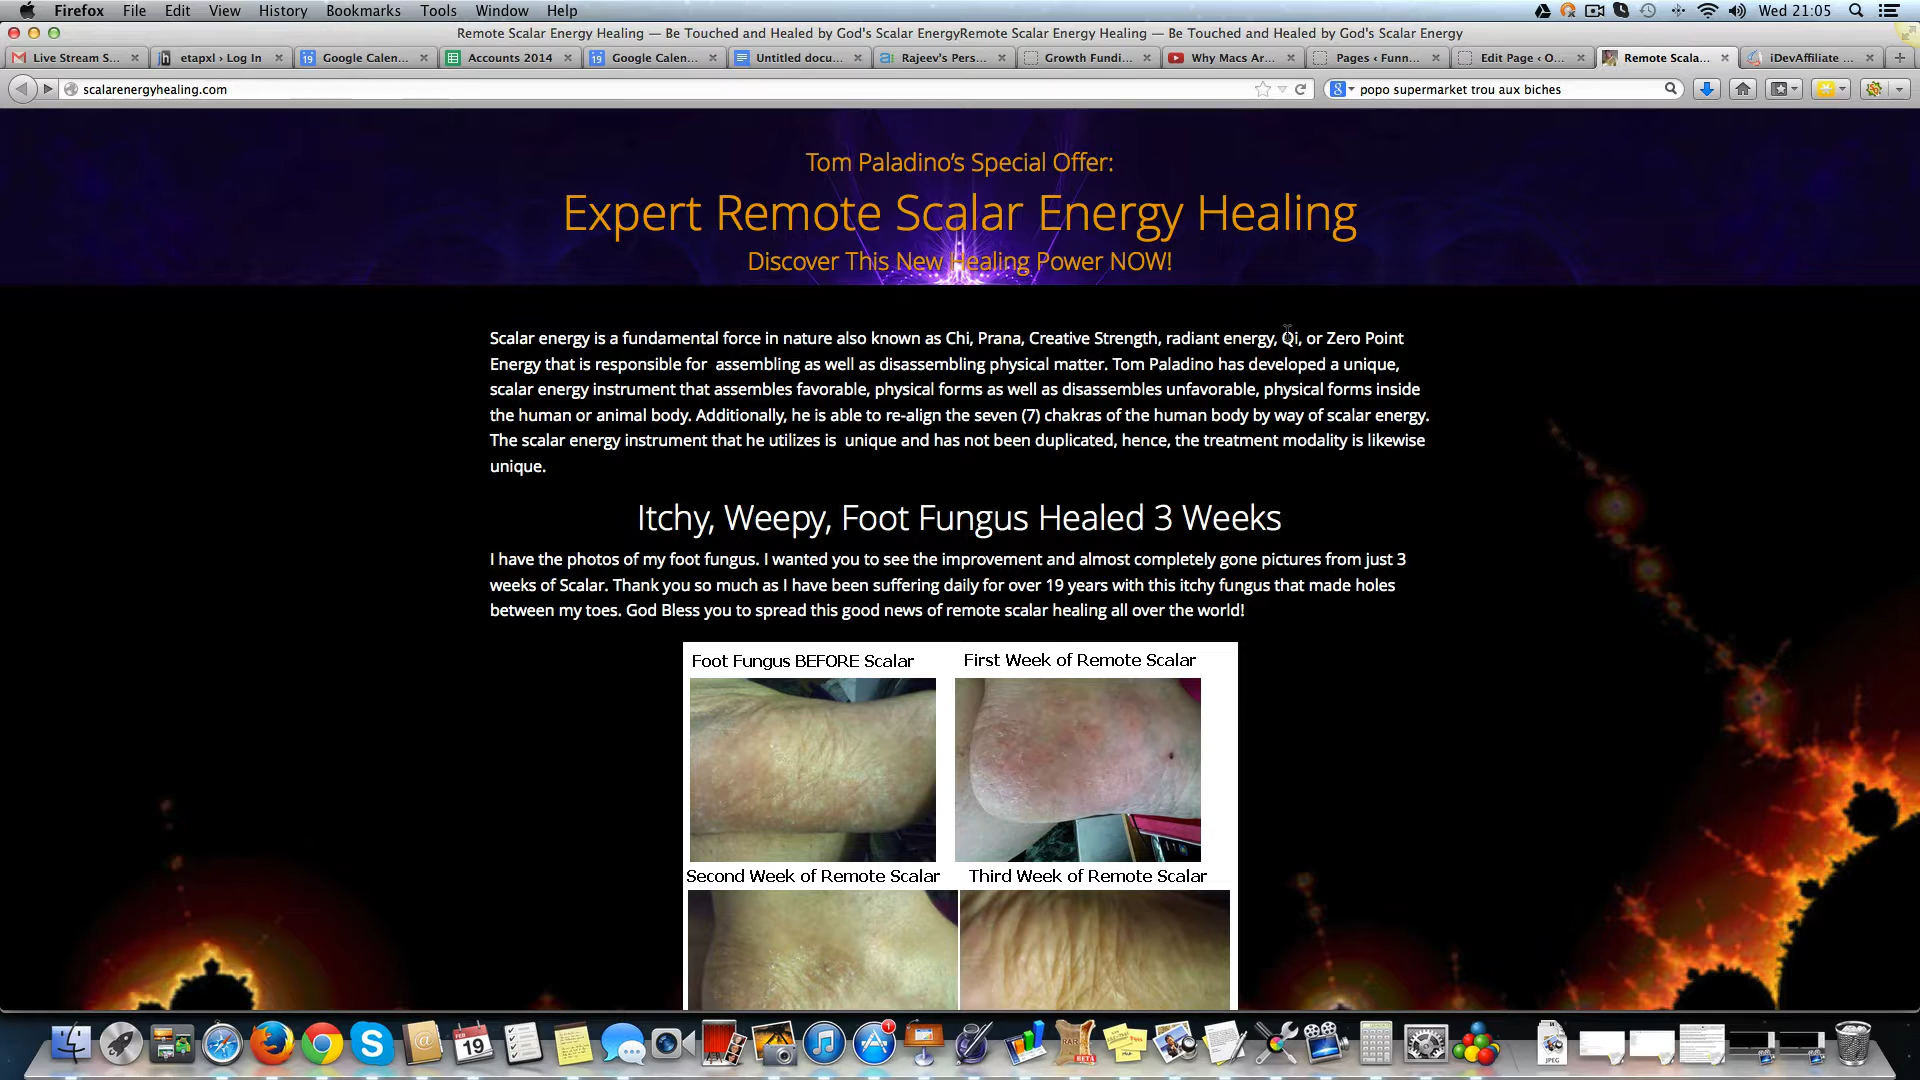 Firefox File Edit View History Bookmarks Tools Window Help Wed 21:05
Remote Scalar Energy Healing — Be Touched and Healed by God's Scalar EnergyRemote Scalar Energy Healing — Be Touched and Healed by God's Scalar Energy
Live Stream S... etapxl › Log In Google Calen... Accounts 2014 Google Calen... Untitled docu... Rajeev's Pers... Growth Fundi... Why Macs Ar... Pages ‹ Funn... Edit Page ‹ O... Remote Scala... iDevAffiliate ...
scalarenergyhealing.com popo supermarket trou aux biches
Tom Paladino's Special Offer:
Expert Remote Scalar Energy Healing
Discover This New Healing Power NOW!
Scalar energy is a fundamental force in nature also known as Chi, Prana, Creative Strength, radiant energy, Qi, or Zero Point
Energy that is responsible for assembling as well as disassembling physical matter. Tom Paladino has developed a unique,
scalar energy instrument that assembles favorable, physical forms as well as disassembles unfavorable, physical forms inside
the human or animal body. Additionally, he is able to re-align the seven (7) chakras of the human body by way of scalar energy.
The scalar energy instrument that he utilizes is unique and has not been duplicated, hence, the treatment modality is likewise
unique.
Itchy, Weepy, Foot Fungus Healed 3 Weeks
I have the photos of my foot fungus. I wanted you to see the improvement and almost completely gone pictures from just 3
weeks of Scalar. Thank you so much as I have been suffering daily for over 19 years with this itchy fungus that made holes
between my toes. God Bless you to spread this good news of remote scalar healing all over the world!
Foot Fungus BEFORE Scalar First Week of Remote Scalar
Second Week of Remote Scalar Third Week of Remote Scalar
FEB
19
1
RAR
BETA
JPEG